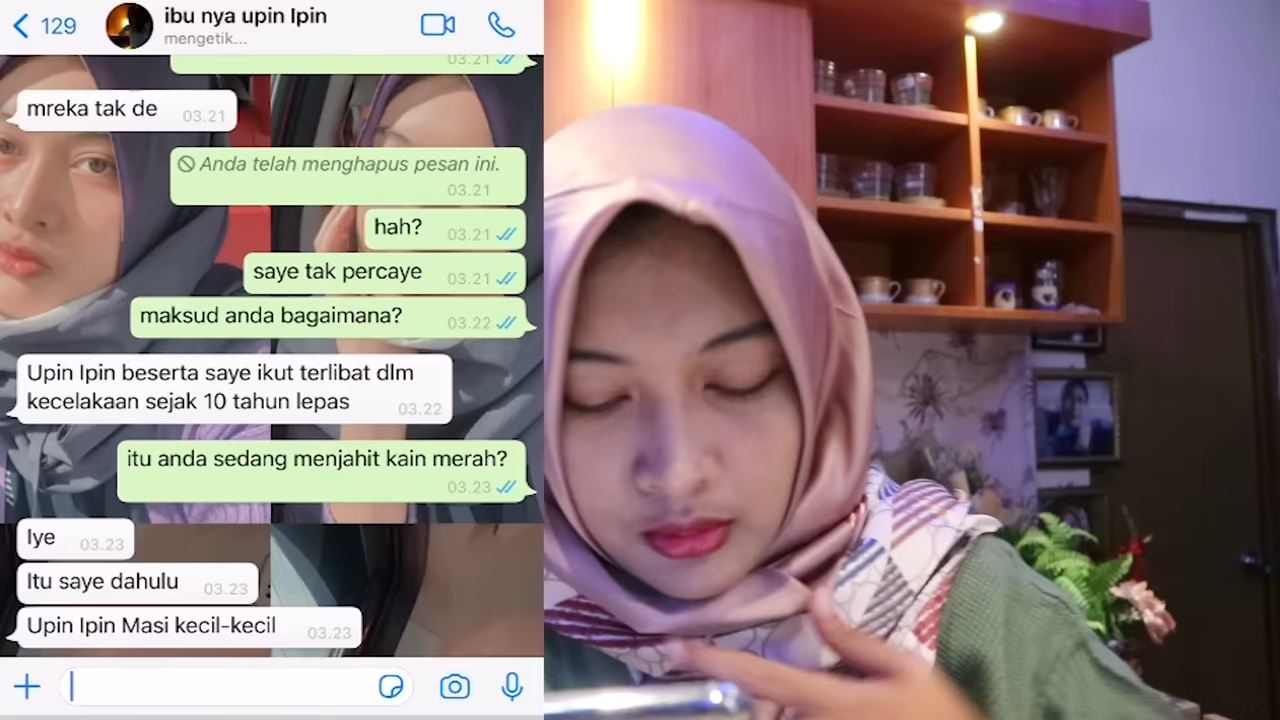 129
ibu nya upin Ipin
mengetik...
03.21
mreka tak de 03.21
Anda telah menghapus pesan ini.
03.21
hah? 03.21
saye tak percaye 03.21
maksud anda bagaimana? 03.22
Upin Ipin beserta saye ikut terlibat dlm
kecelakaan sejak 10 tahun lepas 03.22
itu anda sedang menjahit kain merah?
03.23
Iye 03.23
Itu saye dahulu 03.23
Upin Ipin Masi kecil-kecil 03.23